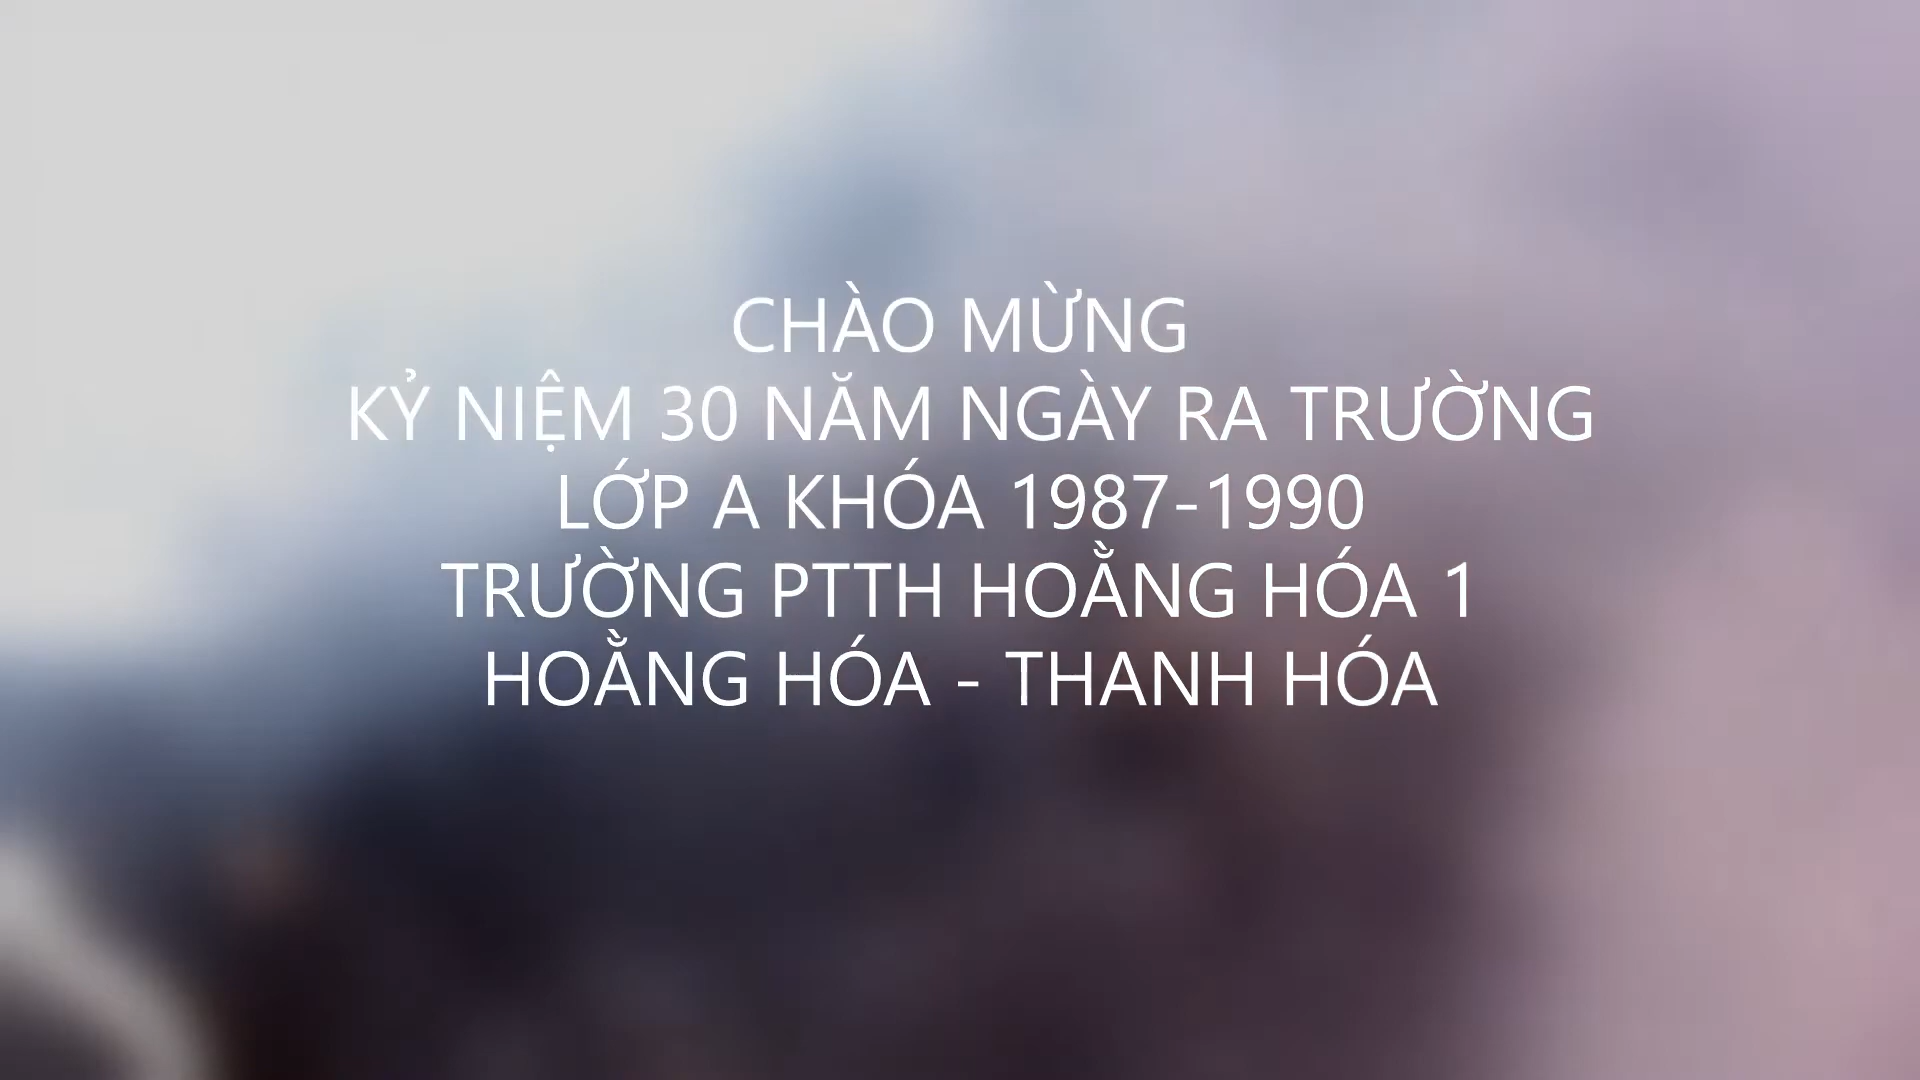 CHÀO MỪNG
KỶ NIỆM 30 NĂM NGÀY RA TRƯỜNG
LỚP A KHÓA 1987-1990
TRƯỜNG PTTH HOẰNG HÓA 1
HOẰNG HÓA - THANH HÓA